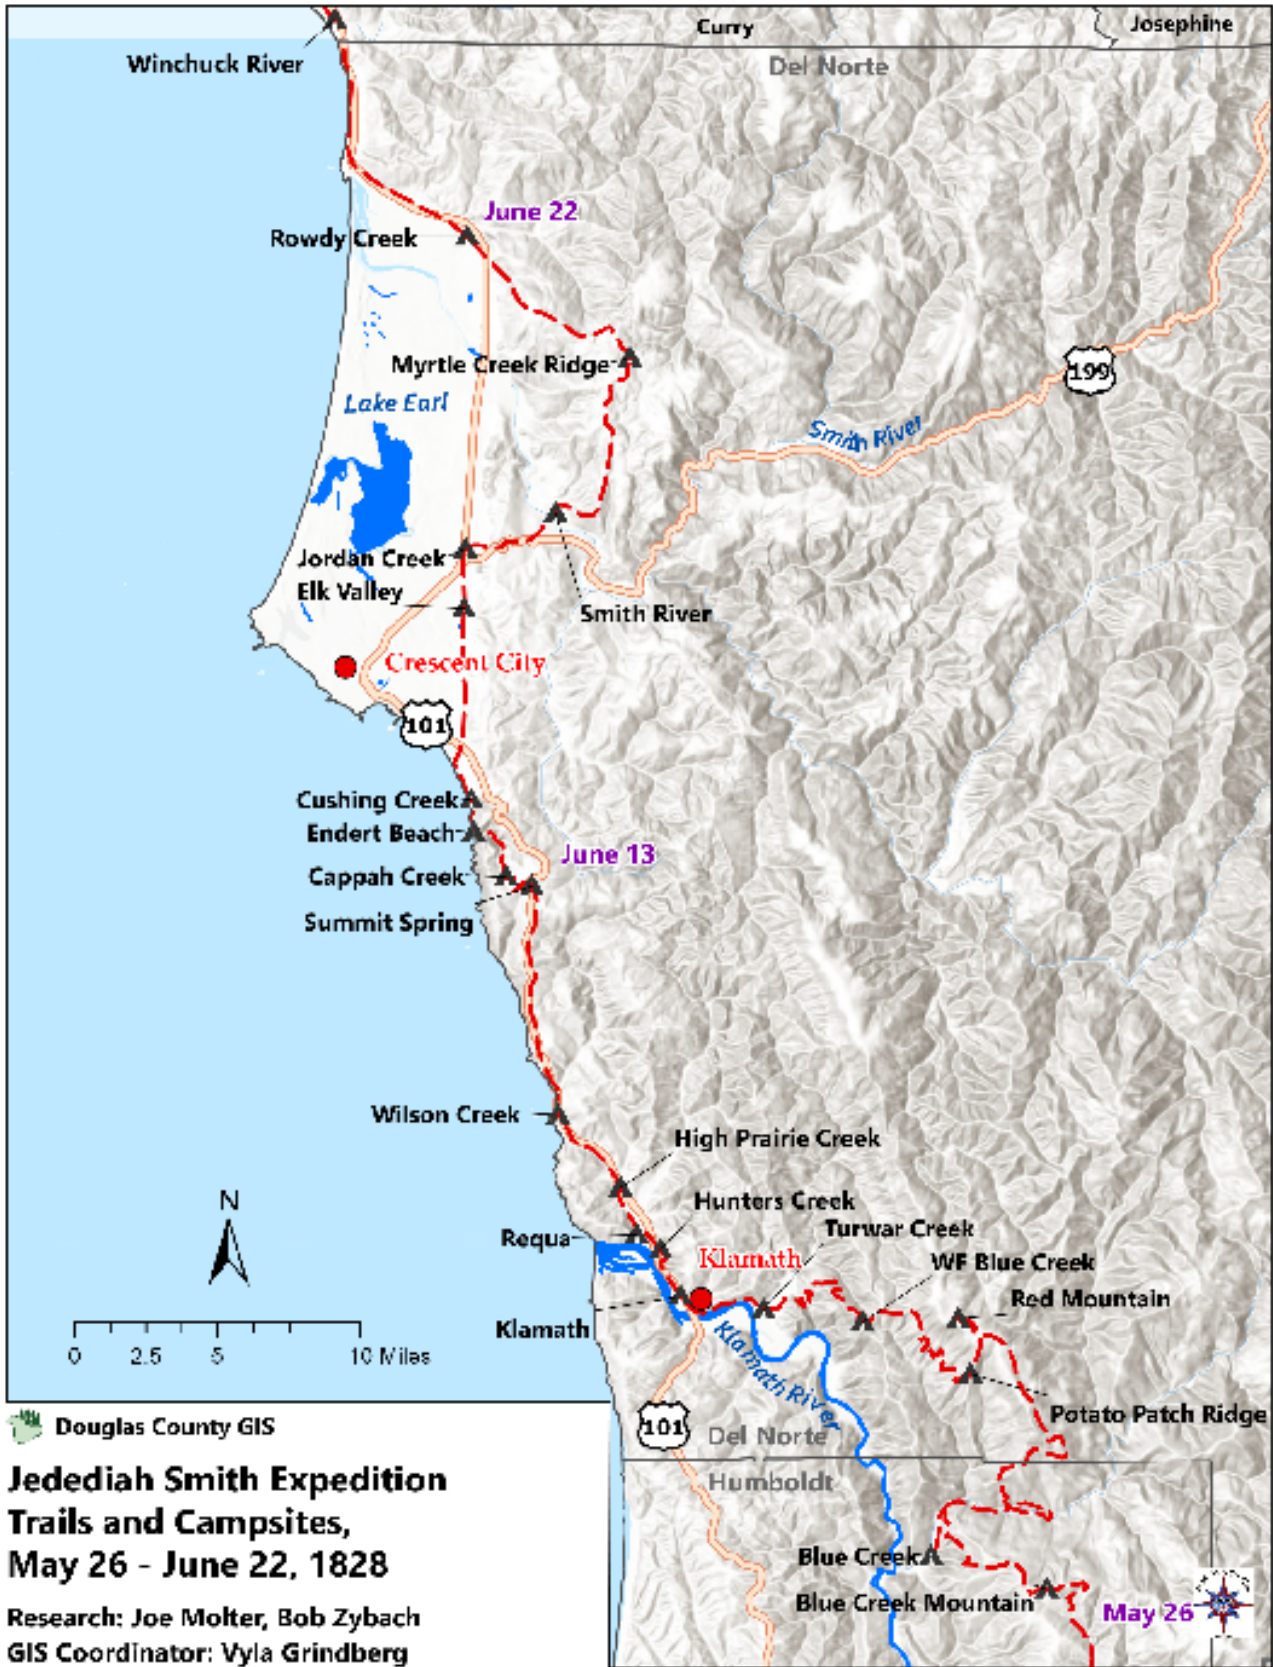 Curry
Josephine
Winchuck River
Del Norte
June 22
Rowdy Creek
Myrtle Creek Ridge
199
Lake Earl
Smith River
Jordan Creek
Elk Valley
Smith River
Crescent City
101
Cushing Creek
Endert Beach
June 13
Cappah Creek
Summit Spring
Wilson Creek
High Prairie Creek
N
Hunters Creek
Requa
Turwar Creek
Klamath
WF Blue Creek
Red Mountain
Klamath
Klamath River
0 2.5 5 10 Miles
Potato Patch Ridge
101
Del Norte
Humboldt
Douglas County GIS
Jedediah Smith Expedition
Trails and Campsites,
May 26 - June 22, 1828
Blue Creek
Blue Creek Mountain
May 26
Research: Joe Molter, Bob Zybach
GIS Coordinator: Vyla Grindberg